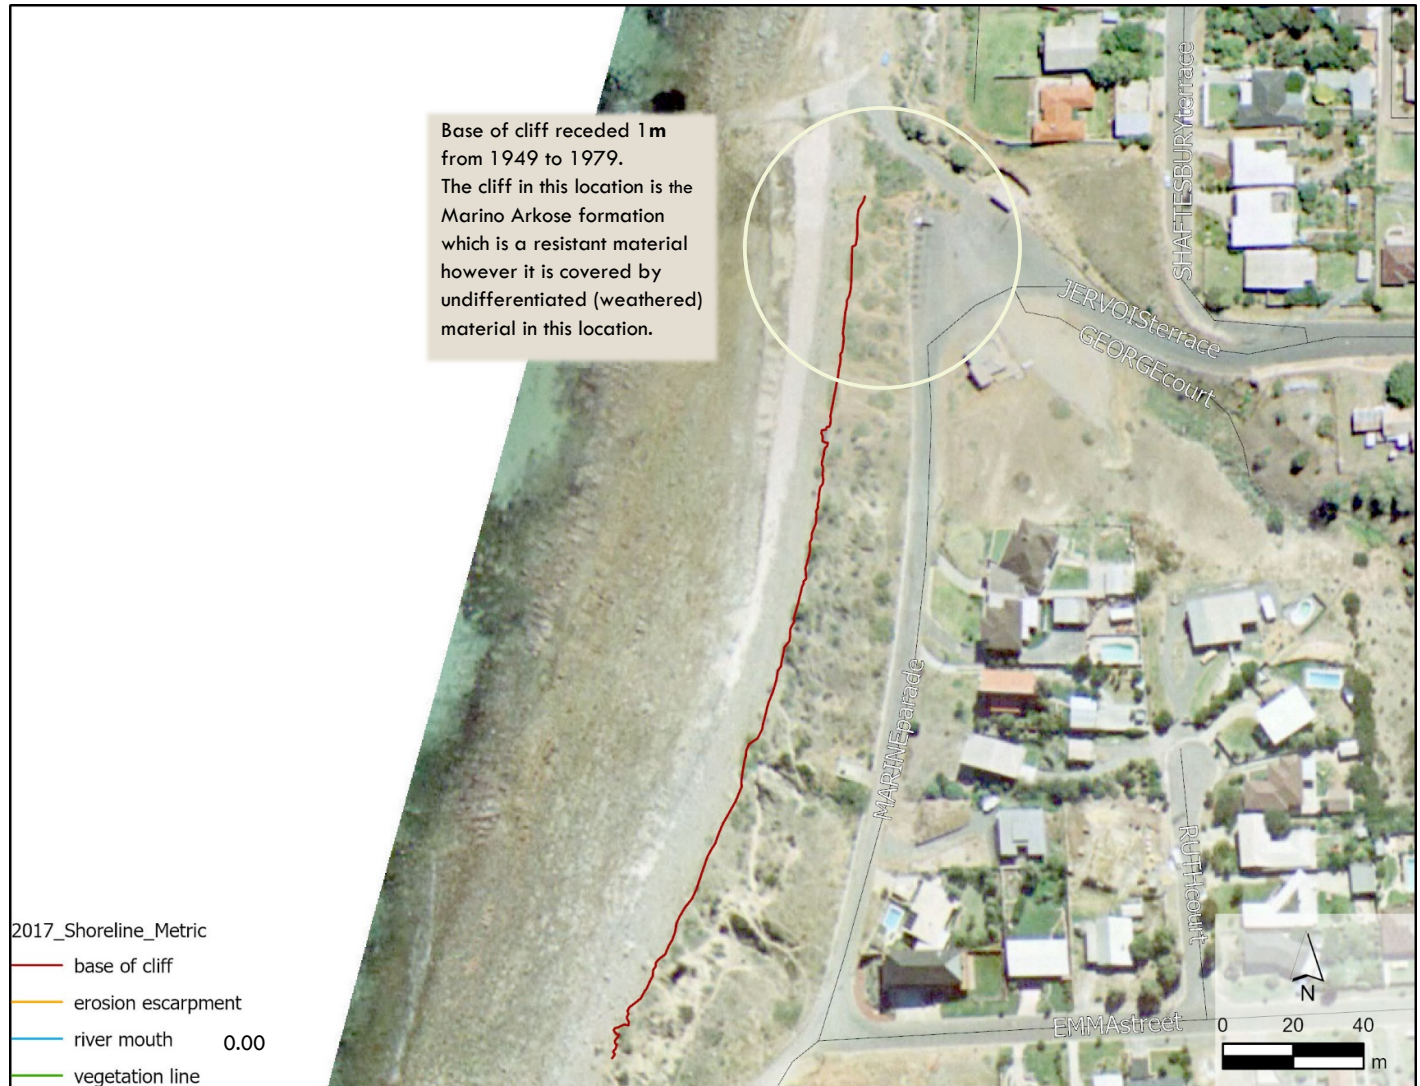 Base of cliff receded 1m
from 1949 to 1979.
The cliff in this location is the
Marino Arkose formation
which is a resistant material
however it is covered by
undifferentiated (weathered)
material in this location.
SHAFTESBURYterrace
JERVOISterrace
GEORGEcourt
MARINEparade
RUTHcourt
EMMAstreet
2017_Shoreline_Metric
base of cliff
erosion escarpment
river mouth 0.00
vegetation line
N
0 20 40
m